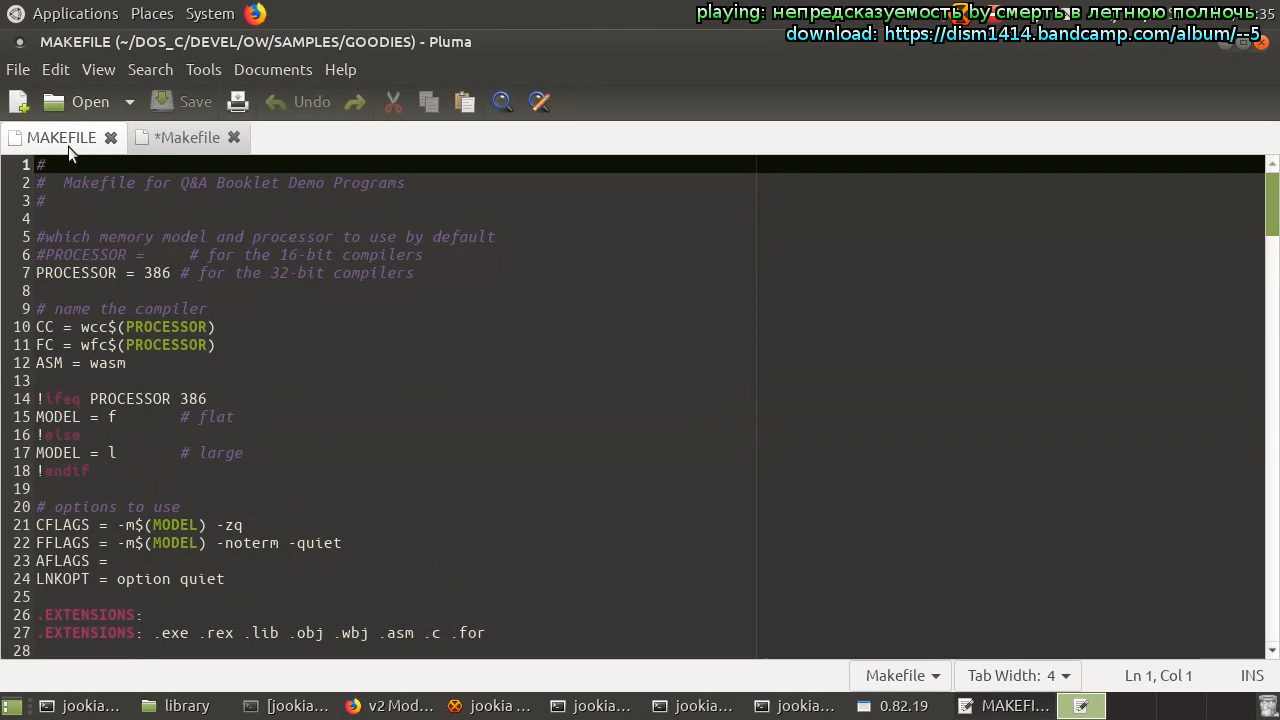 Applications Places System
playing: непредсказуемость by смерть в летнюю полночь
:35
download: https://dism1414.bandcamp.com/album/--5
MAKEFILE (~/DOS_C/DEVEL/OW/SAMPLES/GOODIES) - Pluma
File Edit View Search Tools Documents Help
Open Save Undo
MAKEFILE *Makefile
1 #
2 #  Makefile for Q&A Booklet Demo Programs
3 #
4
5 #which memory model and processor to use by default
6 #PROCESSOR =     # for the 16-bit compilers
7 PROCESSOR = 386 # for the 32-bit compilers
8
9 # name the compiler
10 CC = wcc$(PROCESSOR)
11 FC = wfc$(PROCESSOR)
12 ASM = wasm
13
14 !ifeq PROCESSOR 386
15 MODEL = f       # flat
16 !else
17 MODEL = l       # large
18 !endif
19
20 # options to use
21 CFLAGS = -m$(MODEL) -zq
22 FFLAGS = -m$(MODEL) -noterm -quiet
23 AFLAGS =
24 LNKOPT = option quiet
25
26 .EXTENSIONS:
27 .EXTENSIONS: .exe .rex .lib .obj .wbj .asm .c .for
28
Makefile Tab Width: 4 Ln 1, Col 1 INS
jookia... library [jookia... v2 Mod... jookia ... jookia... jookia... jookia... 0.82.19 MAKEFI...